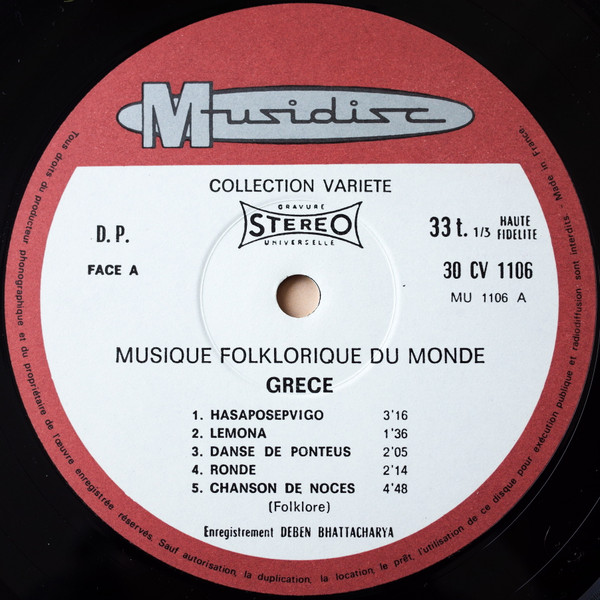 Musidisc
COLLECTION VARIETE
GRAVURE
STEREO
UNIVERSELLE
D.P.
33 t. 1/3 HAUTE FIDELITE
FACE A
30 CV 1106
MU 1106 A
MUSIQUE FOLKLORIQUE DU MONDE
GRECE
1. HASAPOSEPVIGO 3'16
2. LEMONA 1'36
3. DANSE DE PONTEUS 2'05
4. RONDE 2'14
5. CHANSON DE NOCES 4'48
(Folklore)
Enregistrement DEBEN BHATTACHARYA
Tous droits du producteur phonographique et du propriétaire de l'œuvre enregistrée réservés. Sauf autorisation, la duplication, la location, le prêt, l'utilisation de ce disque pour exécution publique et radiodiffusion sont interdits - Made in France.